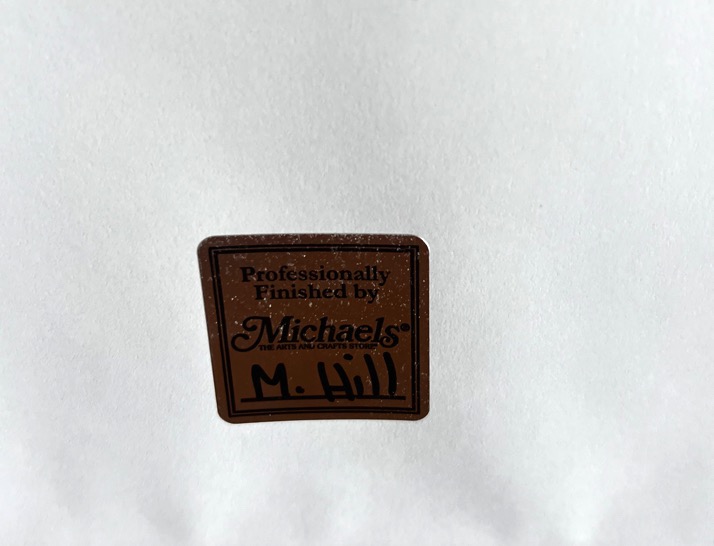 Professionally
Finished by
Michaels®
THE ARTS AND CRAFTS STORE®
M. Hill